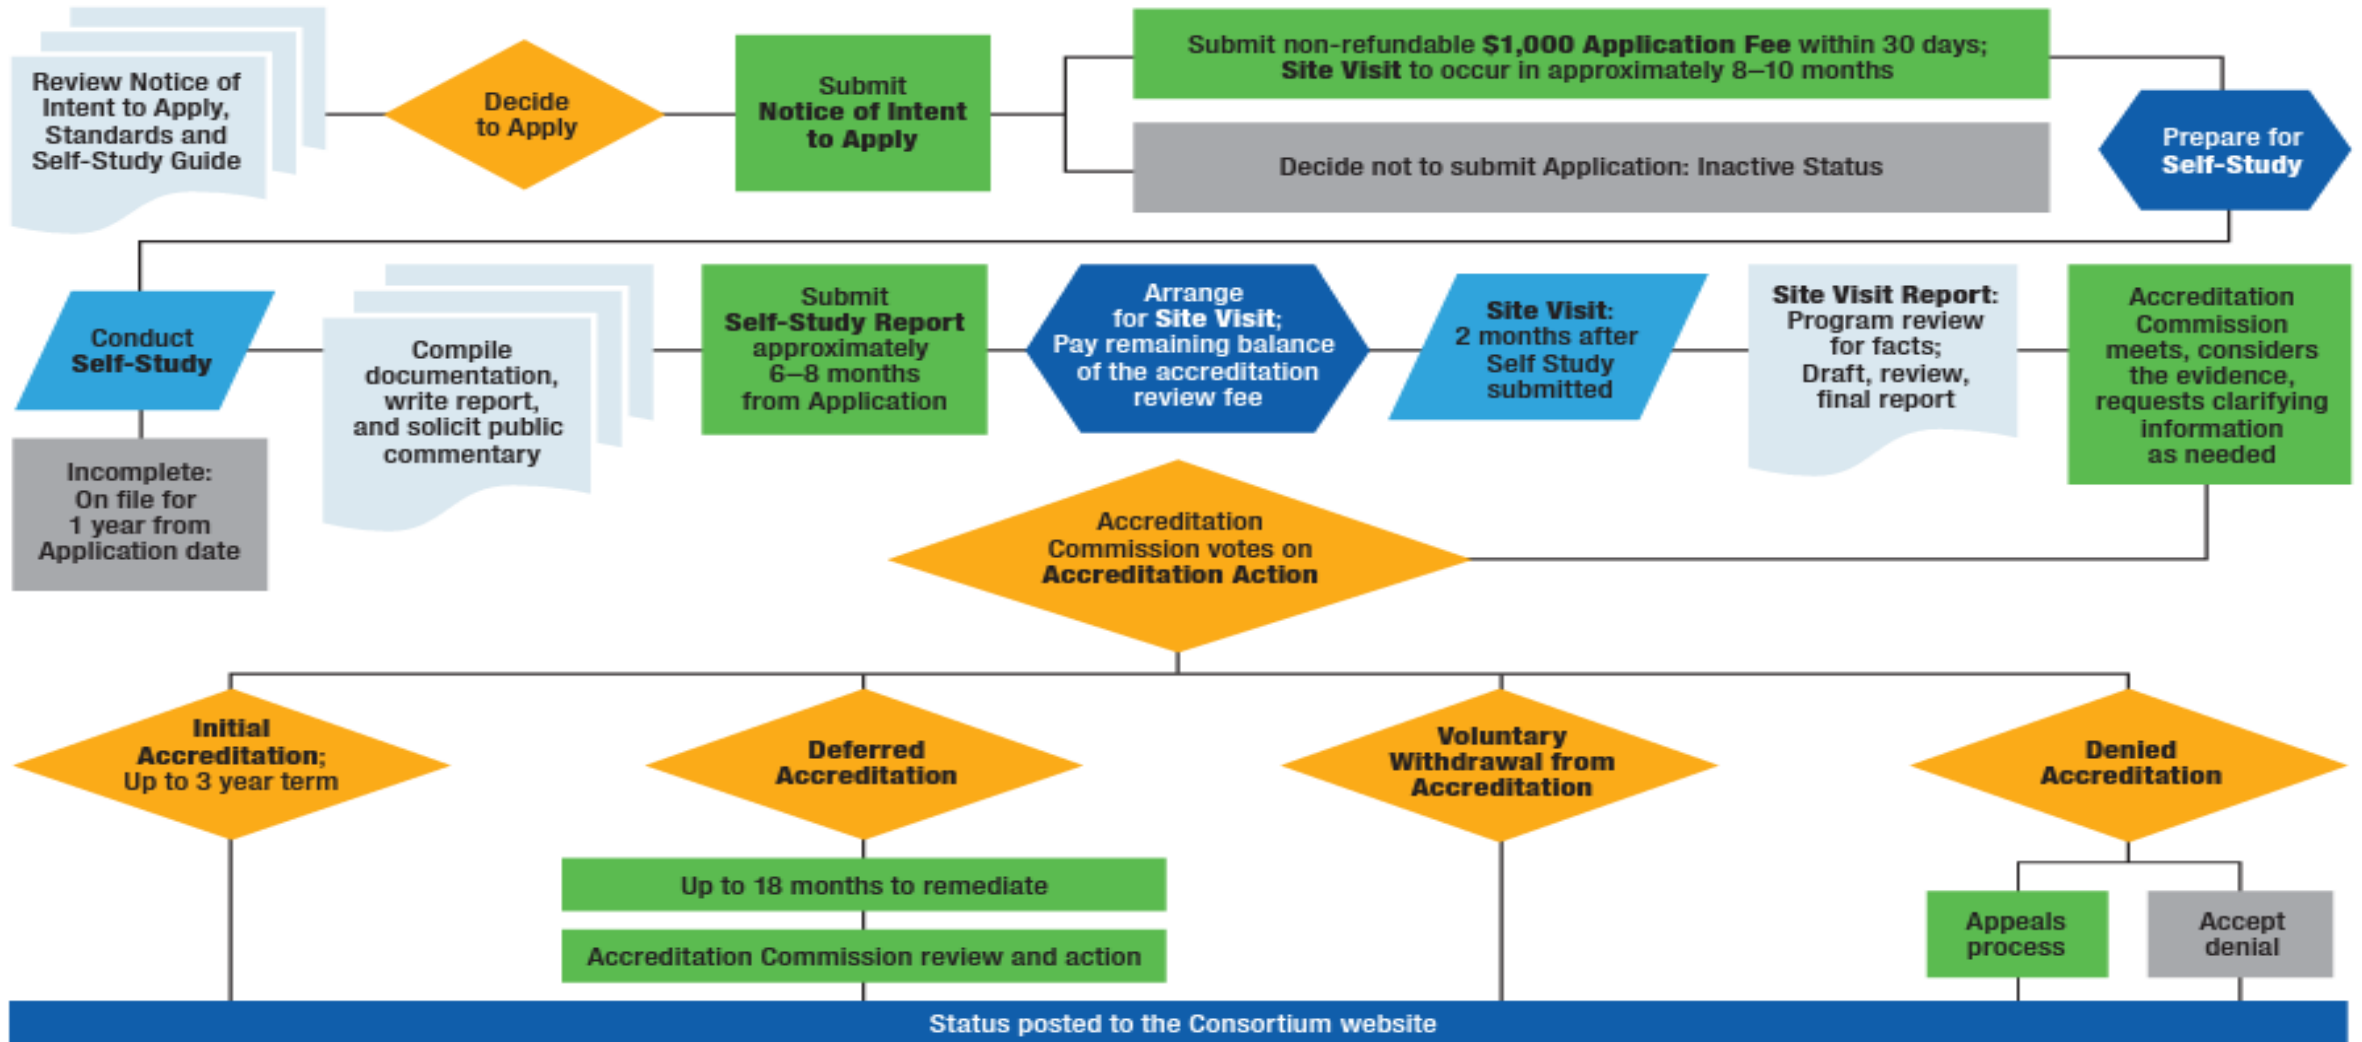 Review Notice of
Intent to Apply,
Standards and
Self-Study Guide
Decide
to Apply
Submit
Notice of Intent
to Apply
Submit non-refundable $1,000 Application Fee within 30 days;
Site Visit to occur in approximately 8–10 months
Decide not to submit Application: Inactive Status
Prepare for
Self-Study
Conduct
Self-Study
Incomplete:
On file for
1 year from
Application date
Compile
documentation,
write report,
and solicit public
commentary
Submit
Self-Study Report
approximately
6–8 months
from Application
Arrange
for Site Visit;
Pay remaining balance
of the accreditation
review fee
Site Visit:
2 months after
Self Study
submitted
Site Visit Report:
Program review
for facts;
Draft, review,
final report
Accreditation
Commission
meets, considers
the evidence,
requests clarifying
information
as needed
Accreditation
Commission votes on
Accreditation Action
Initial
Accreditation;
Up to 3 year term
Deferred
Accreditation
Up to 18 months to remediate
Accreditation Commission review and action
Voluntary
Withdrawal from
Accreditation
Denied
Accreditation
Appeals
process
Accept
denial
Status posted to the Consortium website